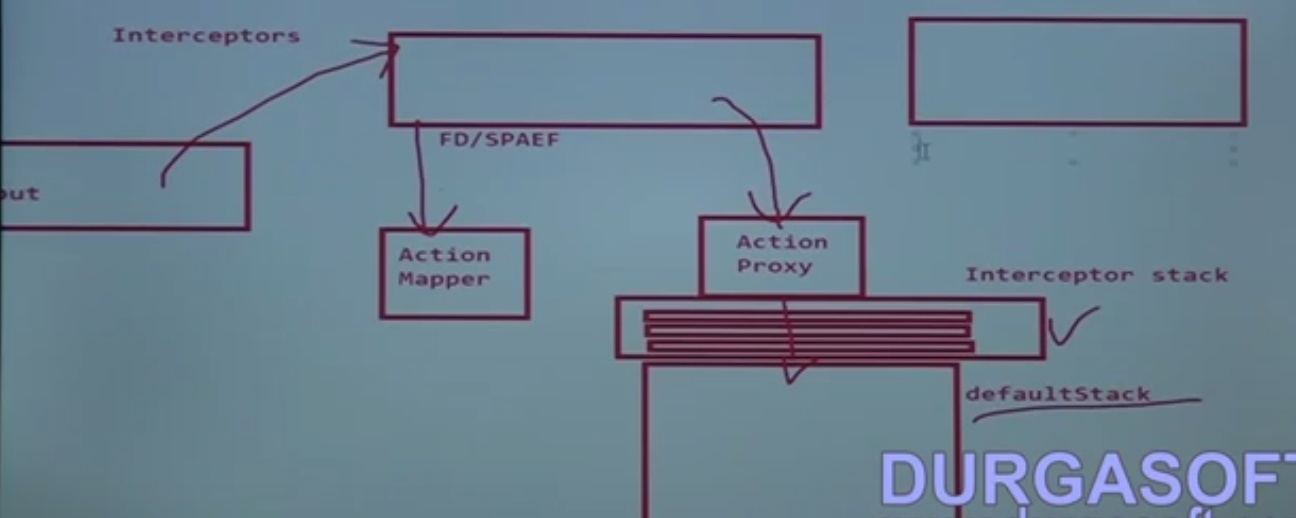 Interceptors
FD/SPAEF
out
Action
Mapper
Action
Proxy
Interceptor stack
defaultStack
DURGASOFT